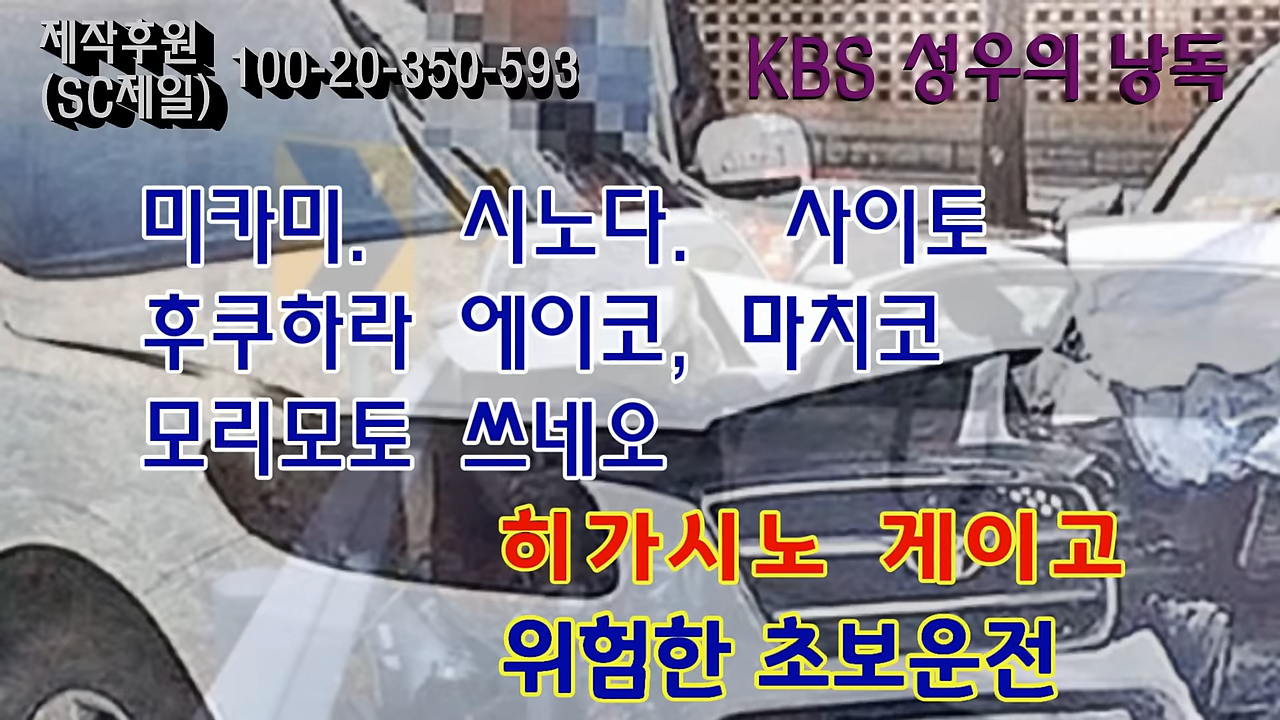 제작후원
(SC제일) 100-20-350-593
KBS 성우의 낭독
미카미. 시노다. 사이토
후쿠하라 에이코, 마치코
모리모토 쓰네오
히가시노 게이고
위험한 초보운전